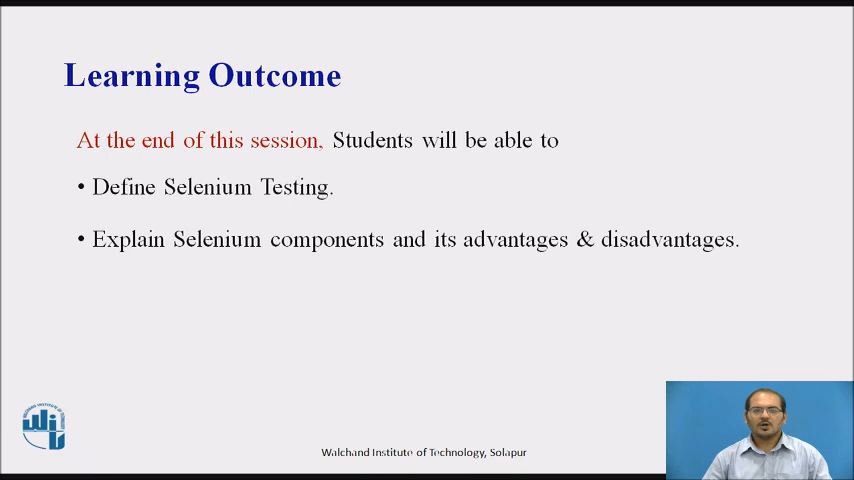 Learning Outcome
At the end of this session, Students will be able to
• Define Selenium Testing.
• Explain Selenium components and its advantages & disadvantages.
Walchand Institute of Technology, Solapur